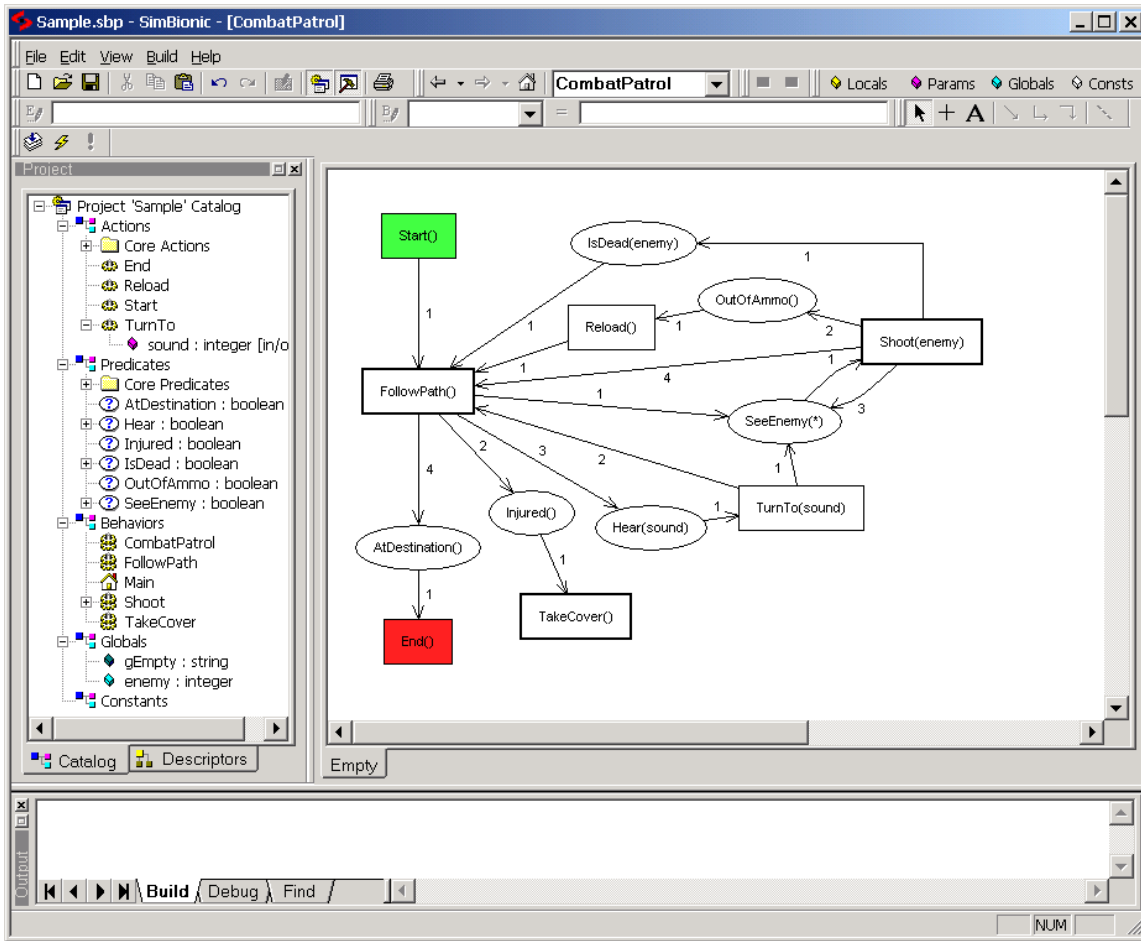 Sample.sbp - SimBionic - [CombatPatrol]
File Edit View Build Help
CombatPatrol
Locals Params Globals Consts
E
B
=
A
Project
Project 'Sample' Catalog
Actions
Core Actions
End
Reload
Start
TurnTo
sound : integer [in/o
Predicates
Core Predicates
AtDestination : boolean
Hear : boolean
Injured : boolean
IsDead : boolean
OutOfAmmo : boolean
SeeEnemy : boolean
Behaviors
CombatPatrol
FollowPath
Main
Shoot
TakeCover
Globals
gEmpty : string
enemy : integer
Constants
Catalog
Descriptors
Start()
IsDead(enemy)
1
OutOfAmmo()
1
1
Reload()
1
2
Shoot(enemy)
1
4
1
FollowPath()
1
3
SeeEnemy(*)
2
3
2
1
4
Injured()
Hear(sound)
1
TurnTo(sound)
AtDestination()
1
1
TakeCover()
End()
Empty
Output
Build
Debug
Find
NUM